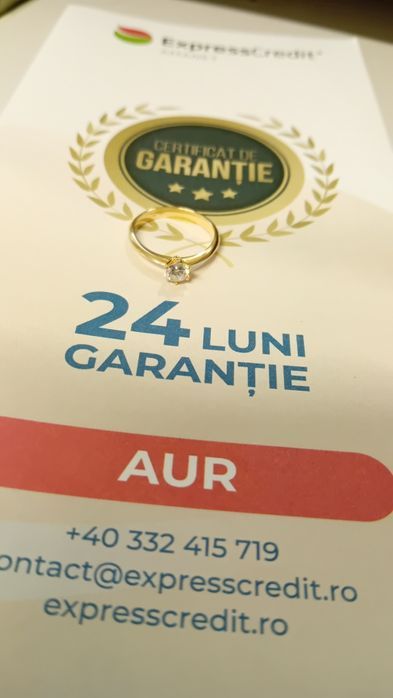 ExpressCredit
CERTIFICAT DE
GARANȚIE
24 LUNI
GARANȚIE
AUR
+40 332 415 719
ontact@expresscredit.ro
expresscredit.ro